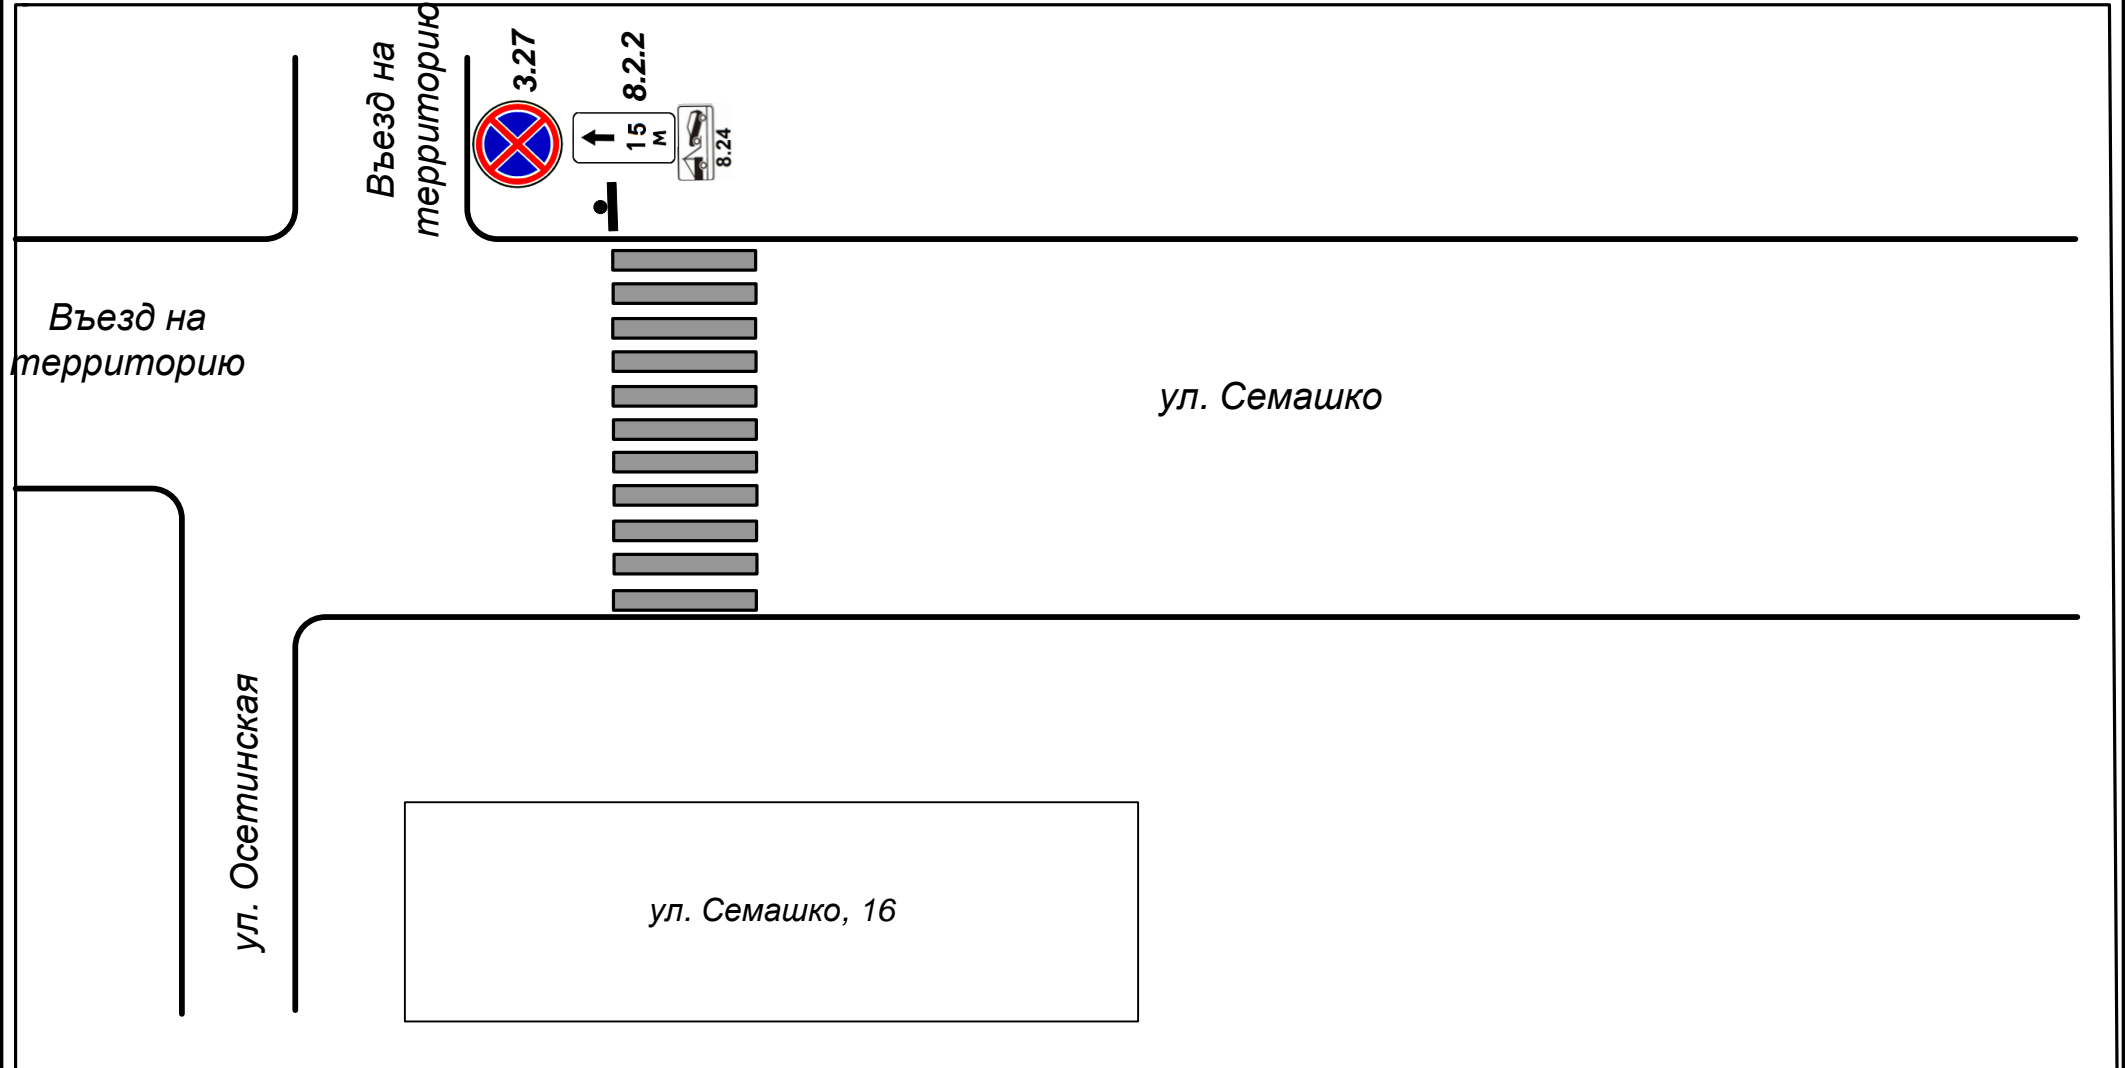 Въезд на
территорию
3.27
8.2.2
15
м
8.24
Въезд на
территорию
ул. Семашко
ул. Осетинская
ул. Семашко, 16